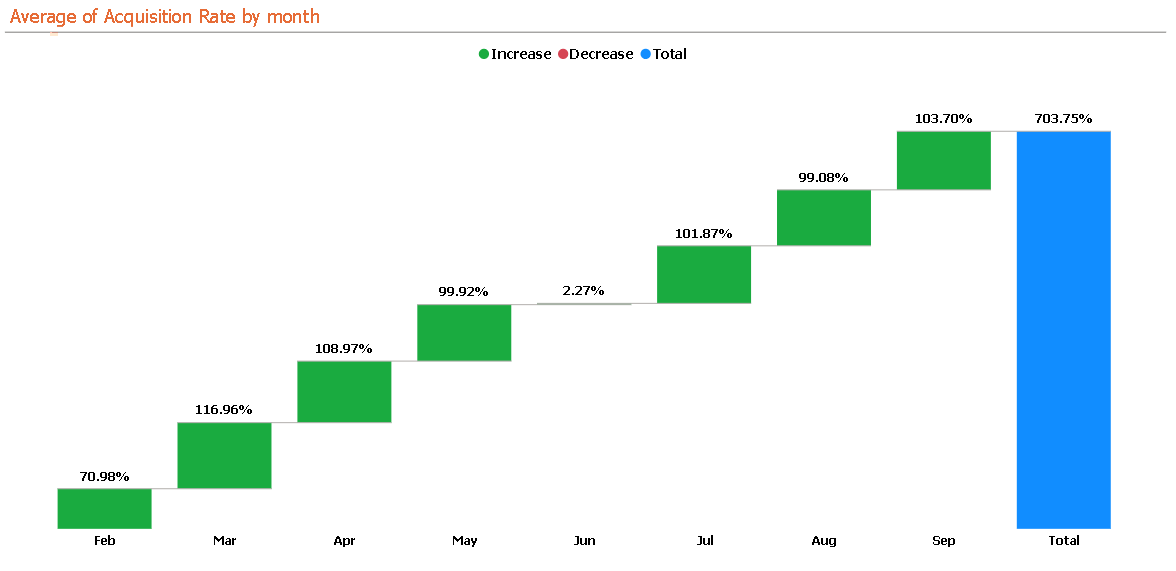 Average of Acquisition Rate by month
Increase Decrease Total
103.70% 703.75%
99.08%
101.87%
99.92% 2.27%
108.97%
116.96%
70.98%
Feb Mar Apr May Jun Jul Aug Sep Total